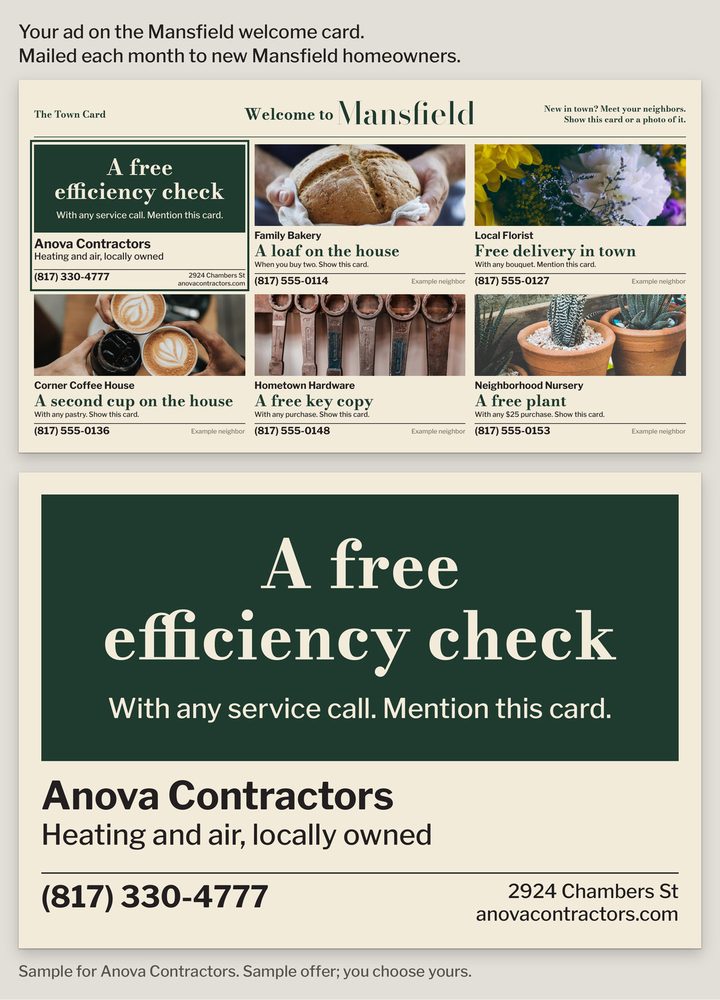 Your ad on the Mansfield welcome card.
Mailed each month to new Mansfield homeowners.
The Town Card
Welcome to Mansfield
New in town? Meet your neighbors.
Show this card or a photo of it.
A free
efficiency check
With any service call. Mention this card.
Anova Contractors
Heating and air, locally owned
(817) 330-4777
2924 Chambers St
anovacontractors.com
Family Bakery
A loaf on the house
When you buy two. Show this card.
(817) 555-0114
Example neighbor
Local Florist
Free delivery in town
With any bouquet. Mention this card.
(817) 555-0127
Example neighbor
Corner Coffee House
A second cup on the house
With any pastry. Show this card.
(817) 555-0136
Example neighbor
Hometown Hardware
A free key copy
With any purchase. Show this card.
(817) 555-0148
Example neighbor
Neighborhood Nursery
A free plant
With any $25 purchase. Show this card.
(817) 555-0153
Example neighbor
A free
efficiency check
With any service call. Mention this card.
Anova Contractors
Heating and air, locally owned
(817) 330-4777
2924 Chambers St
anovacontractors.com
Sample for Anova Contractors. Sample offer; you choose yours.